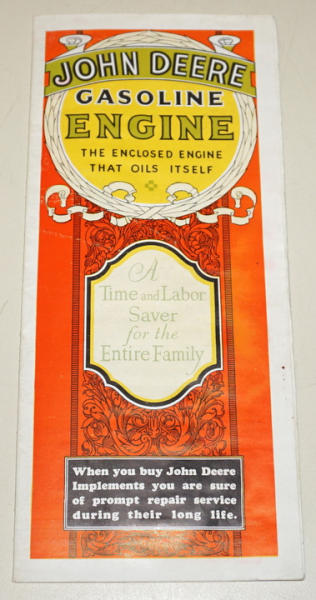 JOHN DEERE
GASOLINE
ENGINE
THE ENCLOSED ENGINE
THAT OILS ITSELF
A
Time and Labor
Saver
for the
Entire Family
When you buy John Deere
Implements you are sure
of prompt repair service
during their long life.